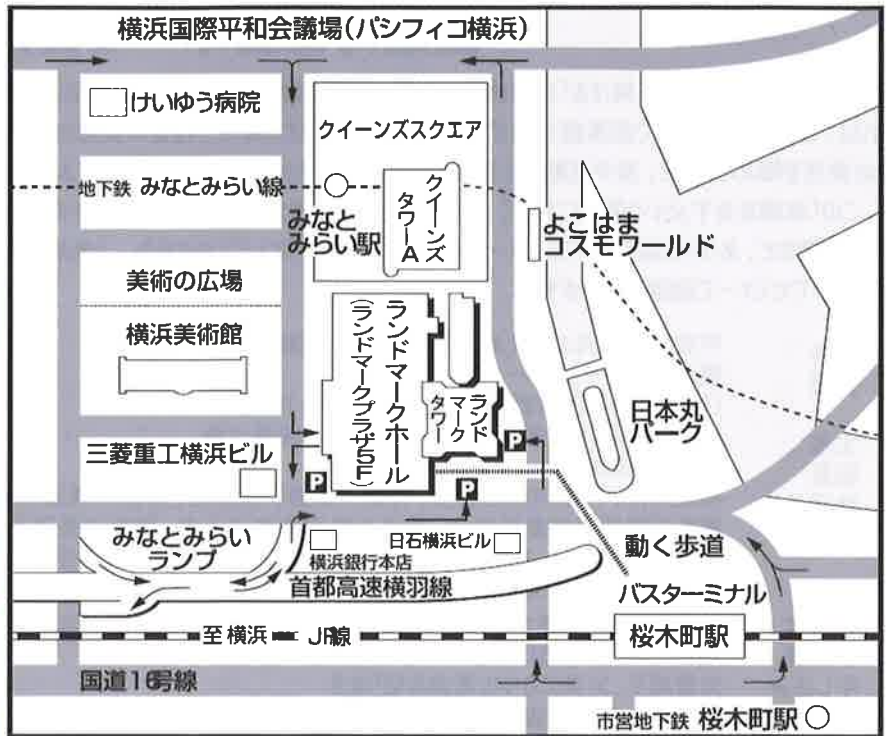 横浜国際平和会議場(パシフィコ横浜)
けいゆう病院
クイーンズスクエア
地下鉄 みなとみらい線
みなと
みらい駅
クイーンズ
タワーA
よこはま
コスモワールド
美術の広場
横浜美術館
ランドマークホール
(ランドマークプラザ5F)
ランド
マーク
タワー
日本丸
パーク
三菱重工横浜ビル
P
P
P
みなとみらい
ランプ
横浜銀行本店
日石横浜ビル
動く歩道
首都高速横羽線
バスターミナル
至横浜
JR線
桜木町駅
国道16号線
市営地下鉄 桜木町駅